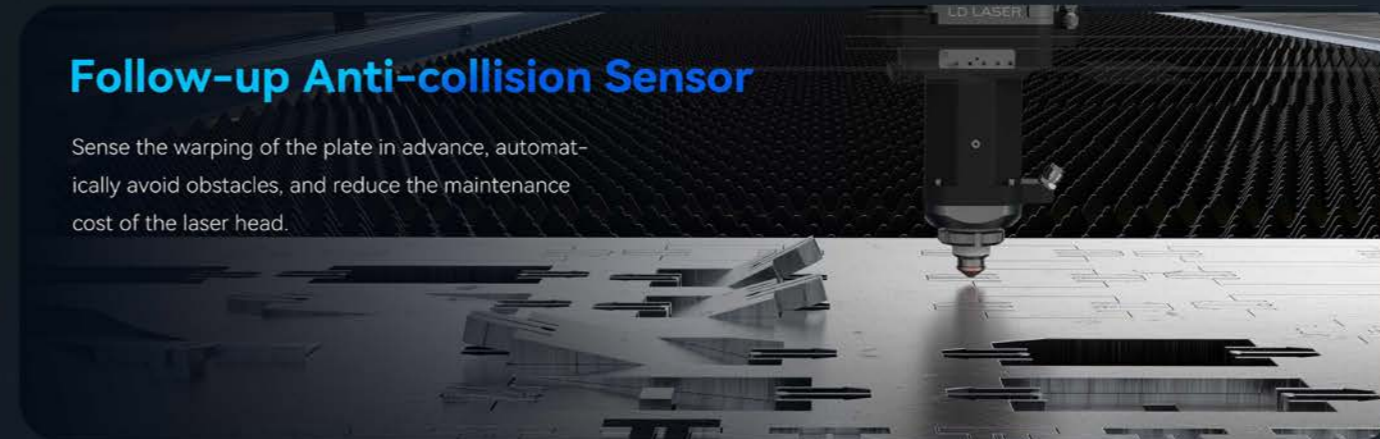 LD LASER
Follow-up Anti-collision Sensor
Sense the warping of the plate in advance, automat-
ically avoid obstacles, and reduce the maintenance
cost of the laser head.